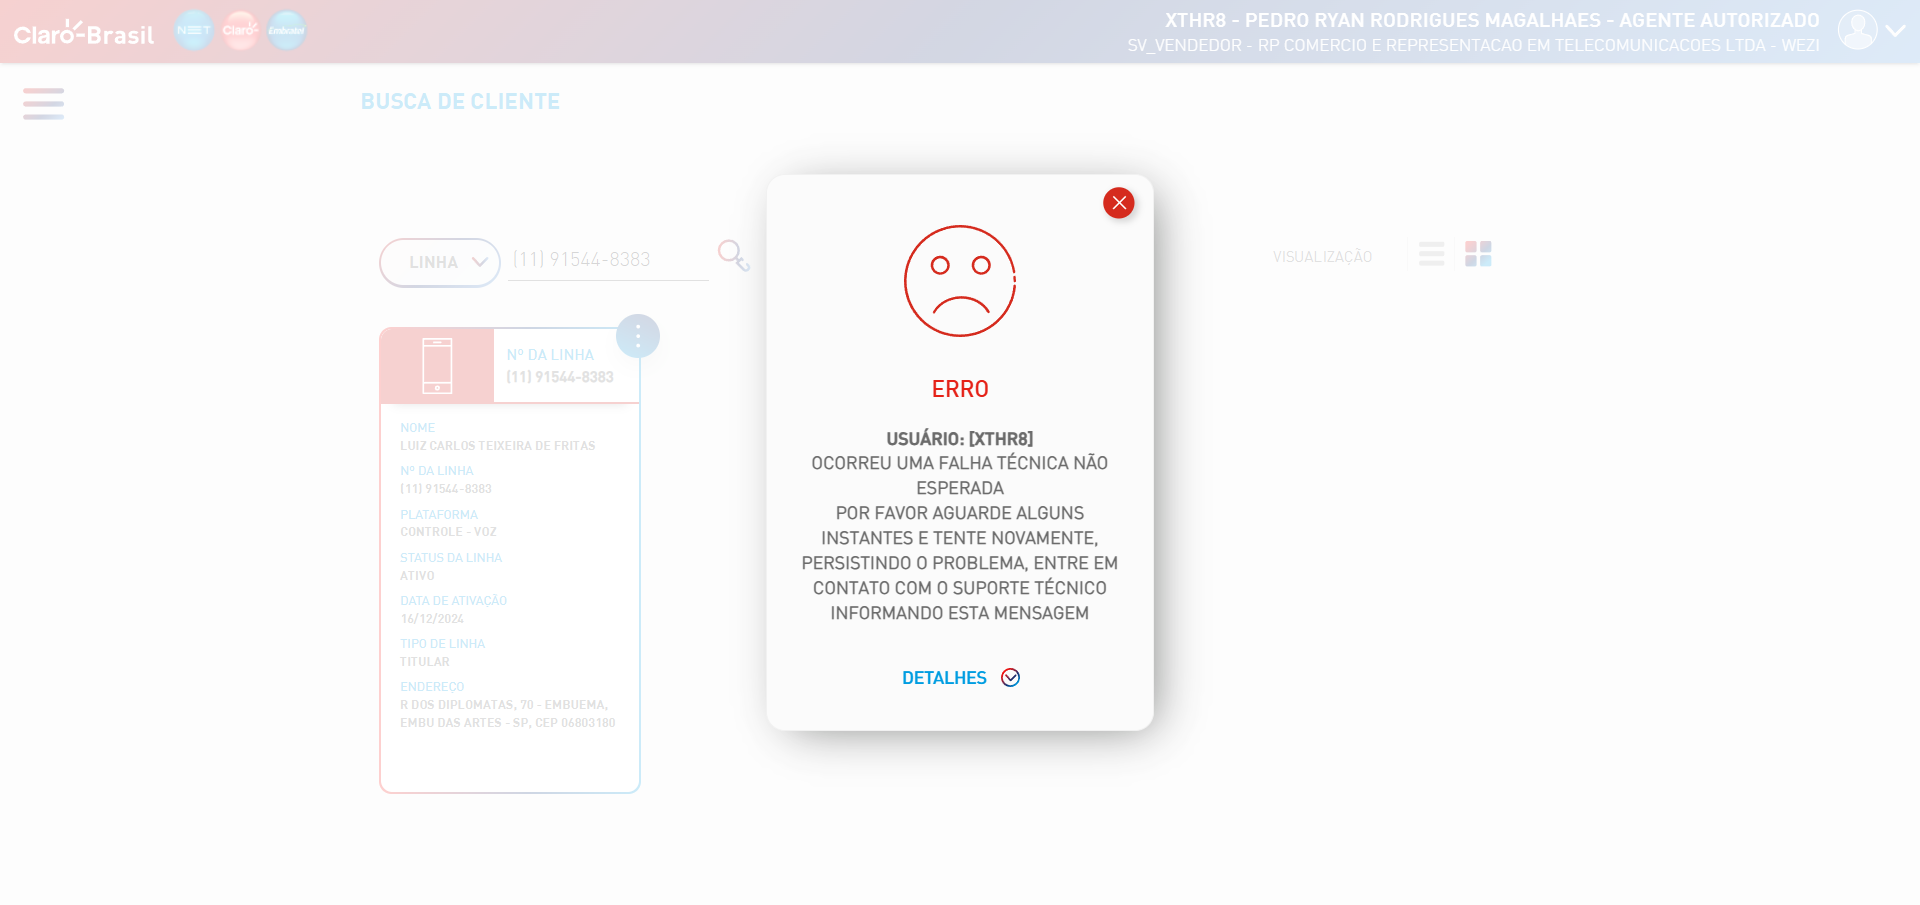 Claro-Brasil
NET
Claro
Embratel
XTHR8 - PEDRO RYAN RODRIGUES MAGALHAES - AGENTE AUTORIZADO
SV_VENDEDOR - RP COMERCIO E REPRESENTACAO EM TELECOMUNICACOES LTDA - WEZI
BUSCA DE CLIENTE
LINHA
(11) 91544-8383
VISUALIZAÇÃO
Nº DA LINHA
(11) 91544-8383
NOME
LUIZ CARLOS TEIXEIRA DE FRITAS
Nº DA LINHA
(11) 91544-8383
PLATAFORMA
CONTROLE - VOZ
STATUS DA LINHA
ATIVO
DATA DE ATIVAÇÃO
16/12/2024
TIPO DE LINHA
TITULAR
ENDEREÇO
R DOS DIPLOMATAS, 70 - EMBUEMA,
EMBU DAS ARTES - SP, CEP 06803180
ERRO
USUÁRIO: [XTHR8]
OCORREU UMA FALHA TÉCNICA NÃO
ESPERADA
POR FAVOR AGUARDE ALGUNS
INSTANTES E TENTE NOVAMENTE,
PERSISTINDO O PROBLEMA, ENTRE EM
CONTATO COM O SUPORTE TÉCNICO
INFORMANDO ESTA MENSAGEM
DETALHES